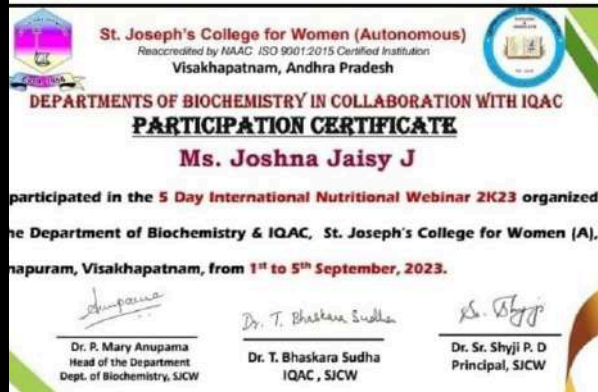 St. Joseph's College for Women (Autonomous)
Reaccredited by NAAC ISO 9001:2015 Certified Institution
Visakhapatnam, Andhra Pradesh
DEPARTMENTS OF BIOCHEMISTRY IN COLLABORATION WITH IQAC
PARTICIPATION CERTIFICATE
Ms. Joshna Jaisy J
participated in the 5 Day International Nutritional Webinar 2K23 organized
he Department of Biochemistry & IQAC, St. Joseph's College for Women (A),
napuram, Visakhapatnam, from 1st to 5th September, 2023.
Anupama
Dr. T. Bhaskara Sudha
Sr. Shyji
Dr. P. Mary Anupama
Head of the Department
Dept. of Biochemistry, SJCW
Dr. T. Bhaskara Sudha
IQAC , SJCW
Dr. Sr. Shyji P. D
Principal, SJCW